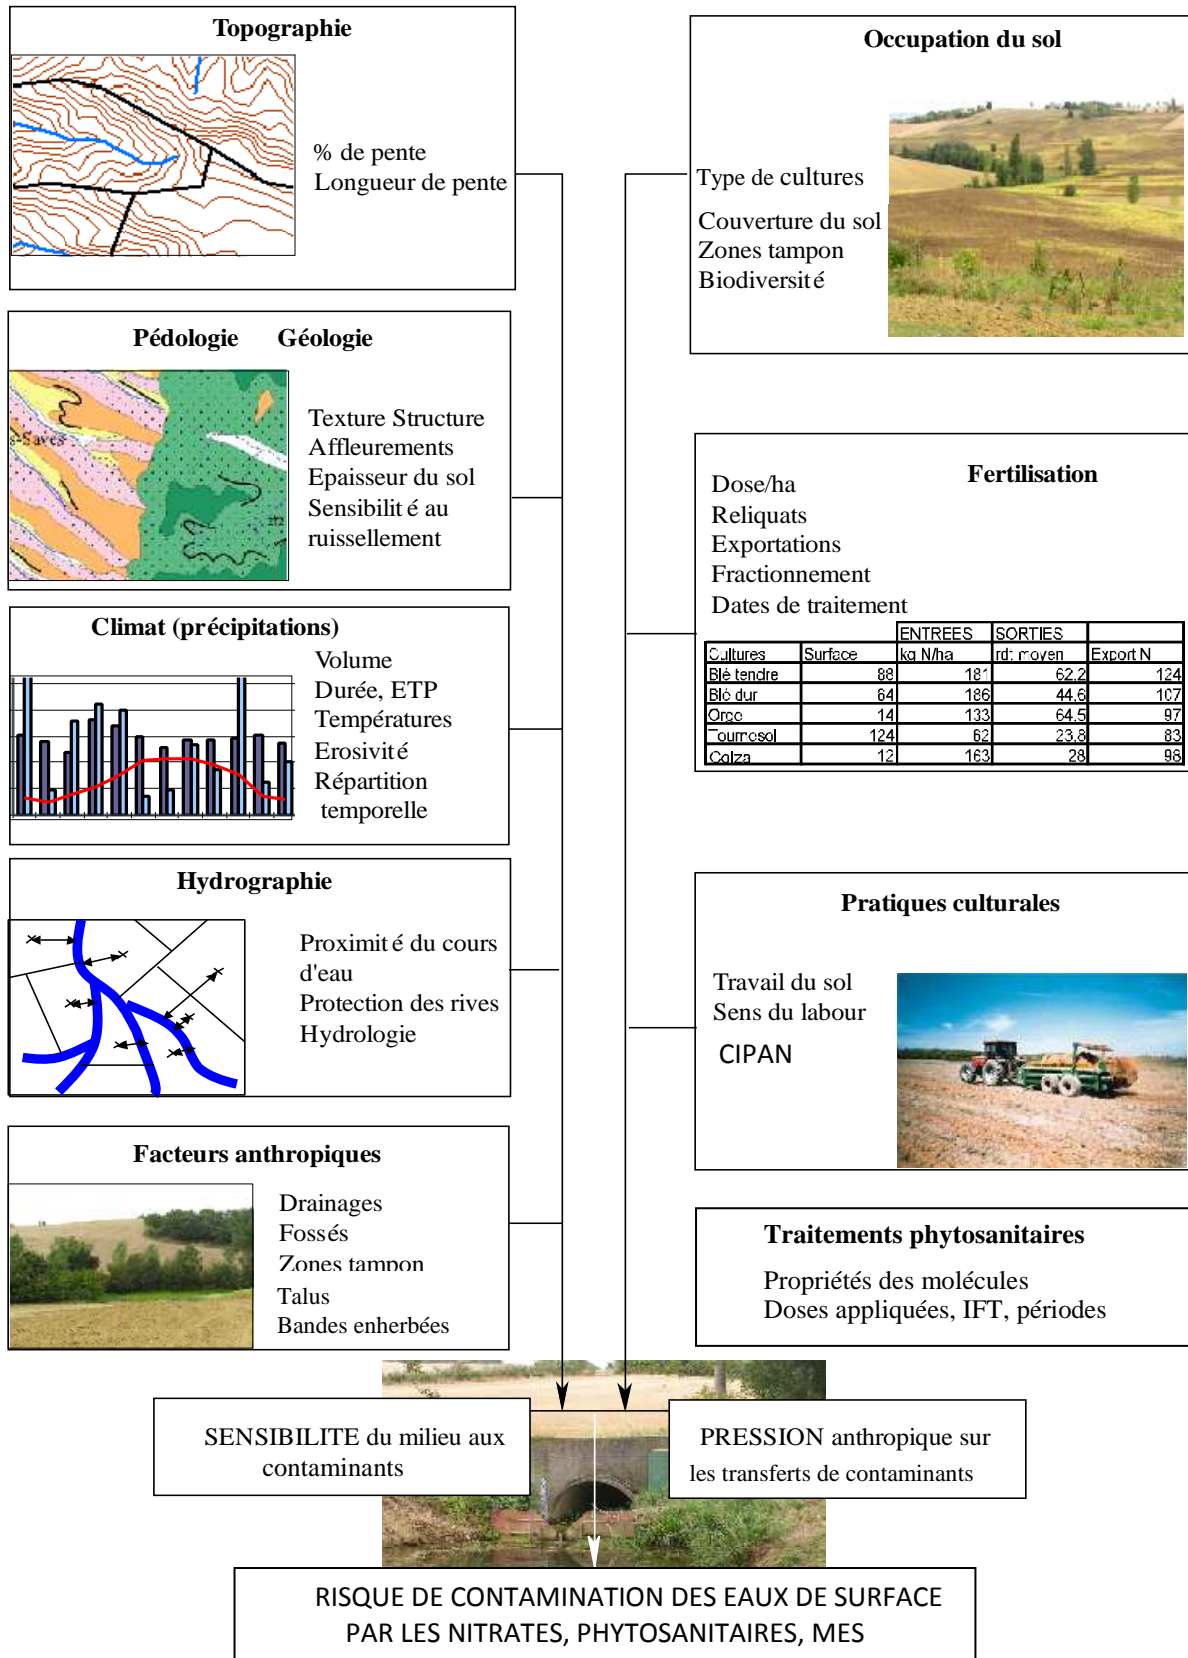 Topographie
% de pente
Longueur de pente
Pédologie Géologie
s-Saves
Texture Structure
Affleurements
Epaisseur du sol
Sensibilité au
ruissellement
Climat (précipitations)
Volume
Durée, ETP
Températures
Erosivité
Répartition
temporelle
Hydrographie
Proximité du cours
d'eau
Protection des rives
Hydrologie
Facteurs anthropiques
Drainages
Fossés
Zones tampon
Talus
Bandes enherbées
Occupation du sol
Type de cultures
Couverture du sol
Zones tampon
Biodiversité
Fertilisation
Dose/ha
Reliquats
Exportations
Fractionnement
Dates de traitement
ENTREES SORTIES
Cultures Surface kg N/ha rdt moyen Export N
Blé tendre 88 181 62,2 124
Blé dur 64 186 44,6 107
Orge 14 133 64,5 97
Tournesol 124 62 23,8 83
Colza 12 163 28 98
Pratiques culturales
Travail du sol
Sens du labour
CIPAN
Traitements phytosanitaires
Propriétés des molécules
Doses appliquées, IFT, périodes
SENSIBILITE du milieu aux
contaminants
PRESSION anthropique sur
les transferts de contaminants
RISQUE DE CONTAMINATION DES EAUX DE SURFACE
PAR LES NITRATES, PHYTOSANITAIRES, MES